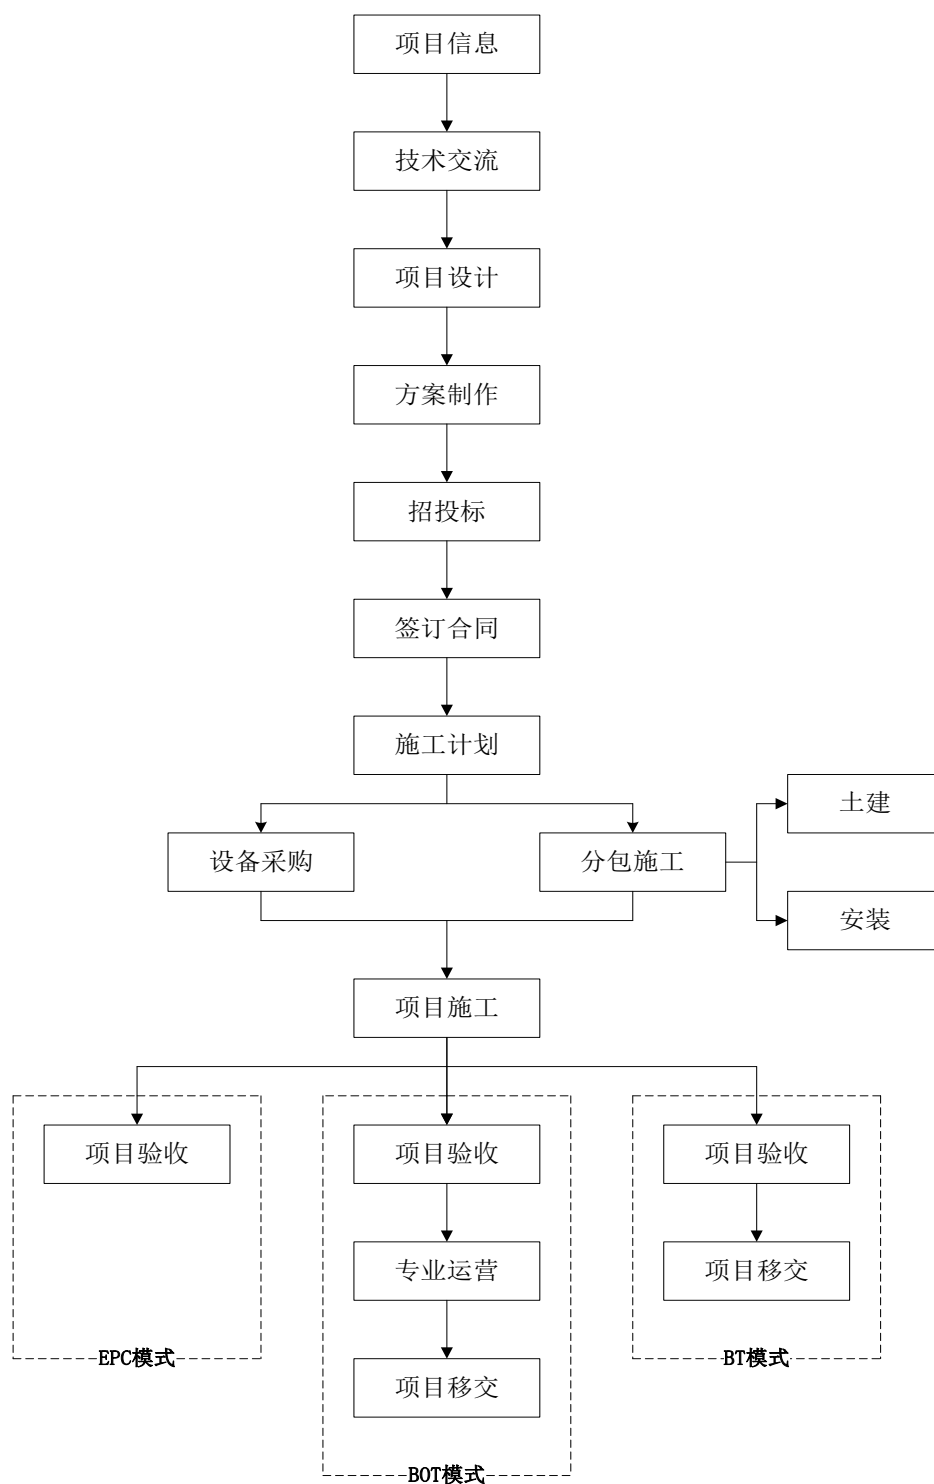 项目信息
技术交流
项目设计
方案制作
招投标
签订合同
施工计划
土建
设备采购
分包施工
安装
项目施工
项目验收
项目验收
项目验收
专业运营
项目移交
EPC模式
BT模式
项目移交
BOT模式